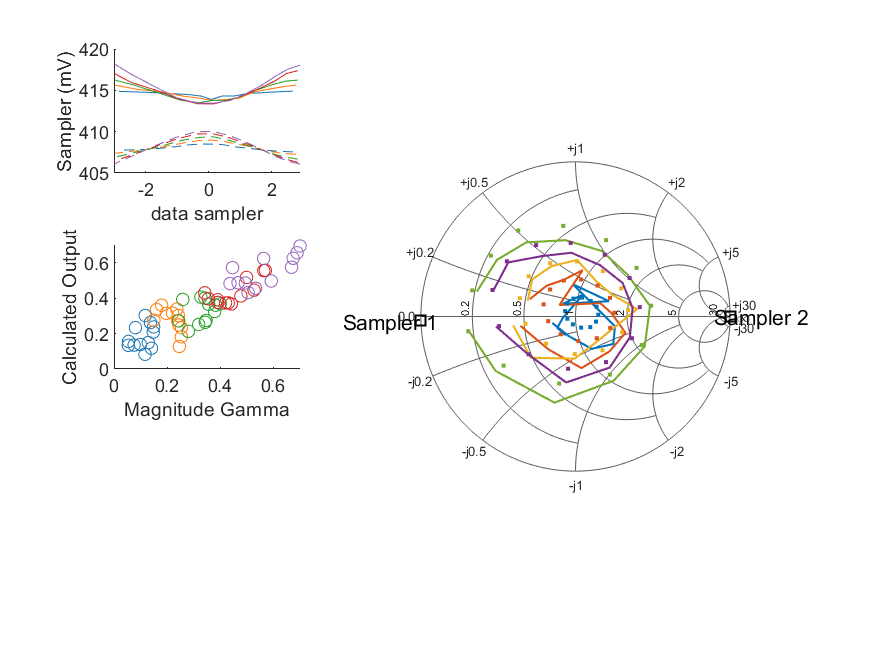 420
415
410
405
Sampler (mV)
-2
0
2
data sampler
0.6
0.4
0.2
0
Calculated Output
0
0.2
0.4
0.6
Magnitude Gamma
+j1
+j0.5
+j2
+j0.2
+j5
0.2
0.5
1
2
5
30
+j30
Sampler 1
0.0
Sampler 2
-j30
-j0.2
-j5
-j0.5
-j2
-j1